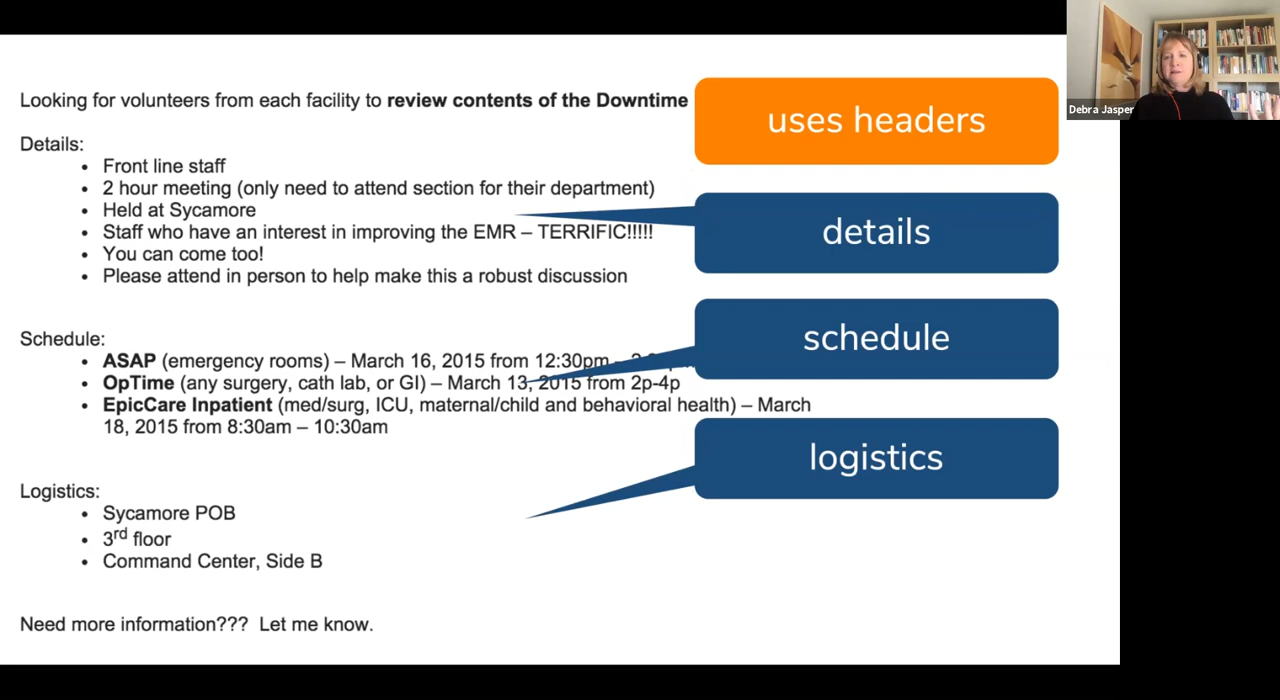 Looking for volunteers from each facility to review contents of the Downtime
Details:
• Front line staff
• 2 hour meeting (only need to attend section for their department)
• Held at Sycamore
• Staff who have an interest in improving the EMR – TERRIFIC!!!!!
• You can come too!
• Please attend in person to help make this a robust discussion
Schedule:
• ASAP (emergency rooms) – March 16, 2015 from 12:30pm –
• OpTime (any surgery, cath lab, or GI) – March 13, 2015 from 2p-4p
• EpicCare Inpatient (med/surg, ICU, maternal/child and behavioral health) – March
18, 2015 from 8:30am – 10:30am
Logistics:
• Sycamore POB
• 3rd floor
• Command Center, Side B
Need more information??? Let me know.
uses headers
details
schedule
logistics
Debra Jasper